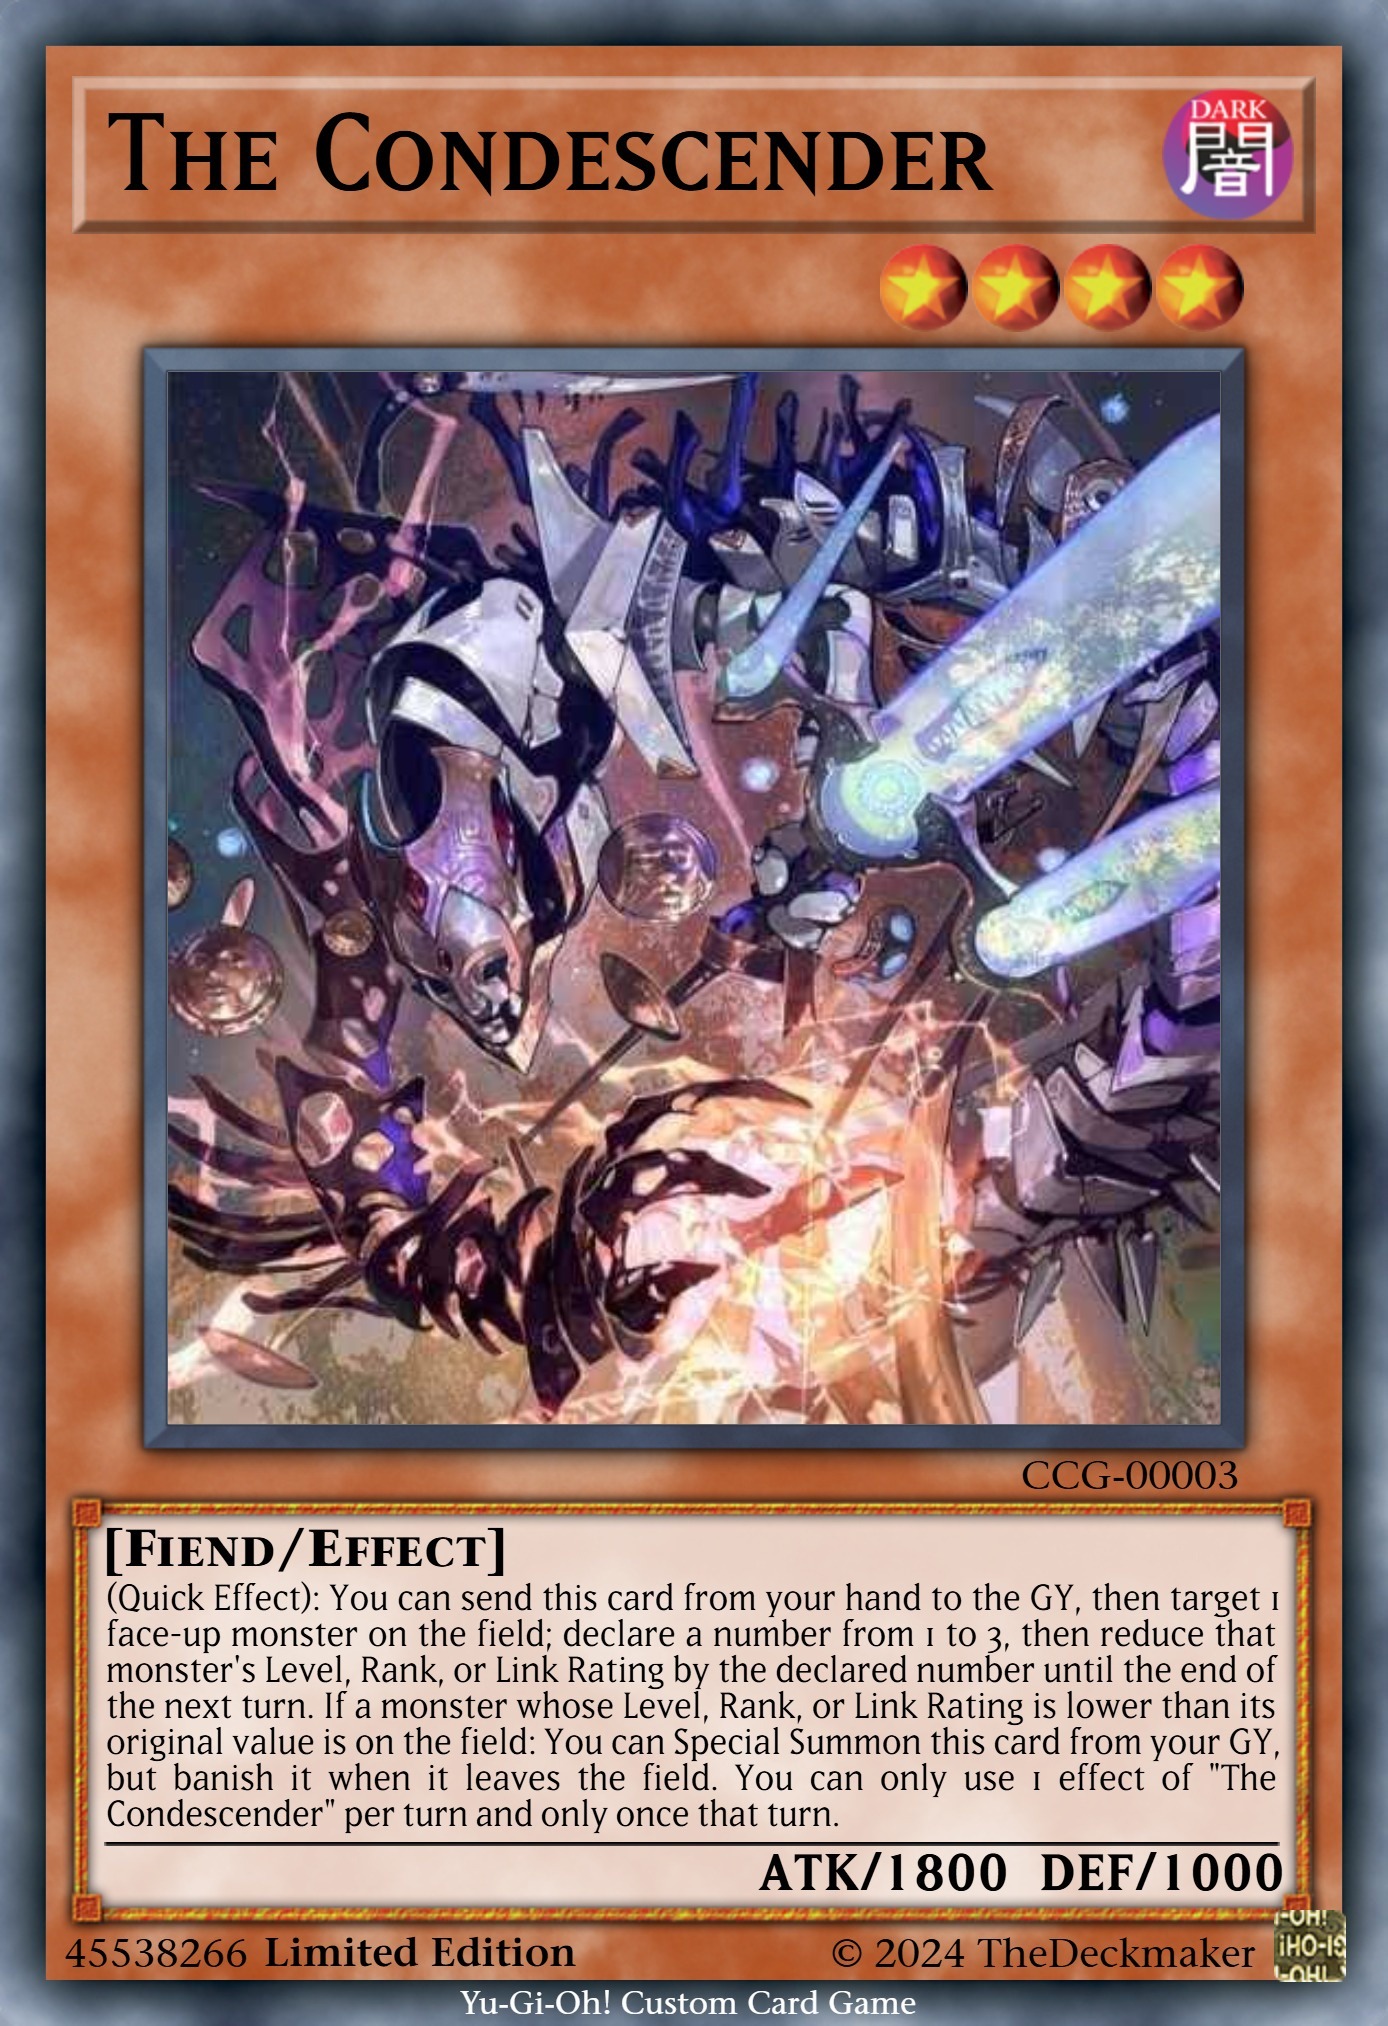 THE CONDESCENDER
DARK
闇
CCG-00003
[FIEND/EFFECT]
(Quick Effect): You can send this card from your hand to the GY, then target 1
face-up monster on the field; declare a number from 1 to 3, then reduce that
monster's Level, Rank, or Link Rating by the declared number until the end of
the next turn. If a monster whose Level, Rank, or Link Rating is lower than its
original value is on the field: You can Special Summon this card from your GY,
but banish it when it leaves the field. You can only use 1 effect of "The
Condescender" per turn and only once that turn.
ATK/1800 DEF/1000
45538266 Limited Edition
© 2024 TheDeckmaker
Yu-Gi-Oh! Custom Card Game